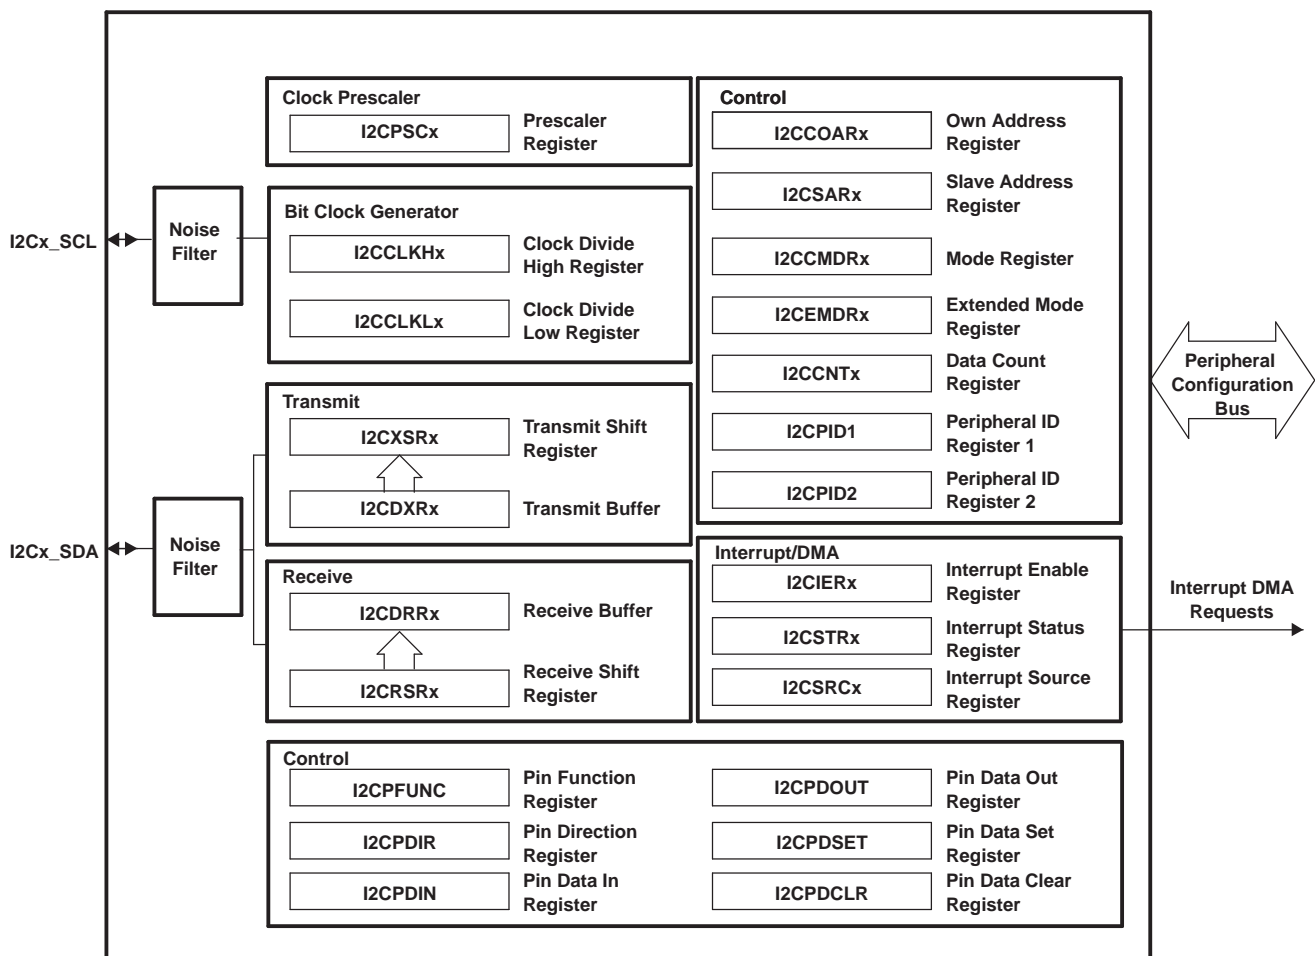 Clock Prescaler
I2CPSCx
Prescaler
Register
Control
I2CCOARx
Own Address
Register
I2CSARx
Slave Address
Register
I2CCMDRx
Mode Register
I2CEMDRx
Extended Mode
Register
I2CCNTx
Data Count
Register
I2CPID1
Peripheral ID
Register 1
I2CPID2
Peripheral ID
Register 2
I2Cx_SCL
Noise
Filter
Bit Clock Generator
I2CCLKHx
Clock Divide
High Register
I2CCLKLx
Clock Divide
Low Register
Peripheral
Configuration
Bus
Transmit
I2CXSRx
Transmit Shift
Register
I2CDXRx
Transmit Buffer
I2Cx_SDA
Noise
Filter
Receive
I2CDRRx
Receive Buffer
I2CRSRx
Receive Shift
Register
Interrupt/DMA
I2CIERx
Interrupt Enable
Register
I2CSTRx
Interrupt Status
Register
I2CSRCx
Interrupt Source
Register
Interrupt DMA
Requests
Control
I2CPFUNC
Pin Function
Register
I2CPDIR
Pin Direction
Register
I2CPDIN
Pin Data In
Register
I2CPDOUT
Pin Data Out
Register
I2CPDSET
Pin Data Set
Register
I2CPDCLR
Pin Data Clear
Register